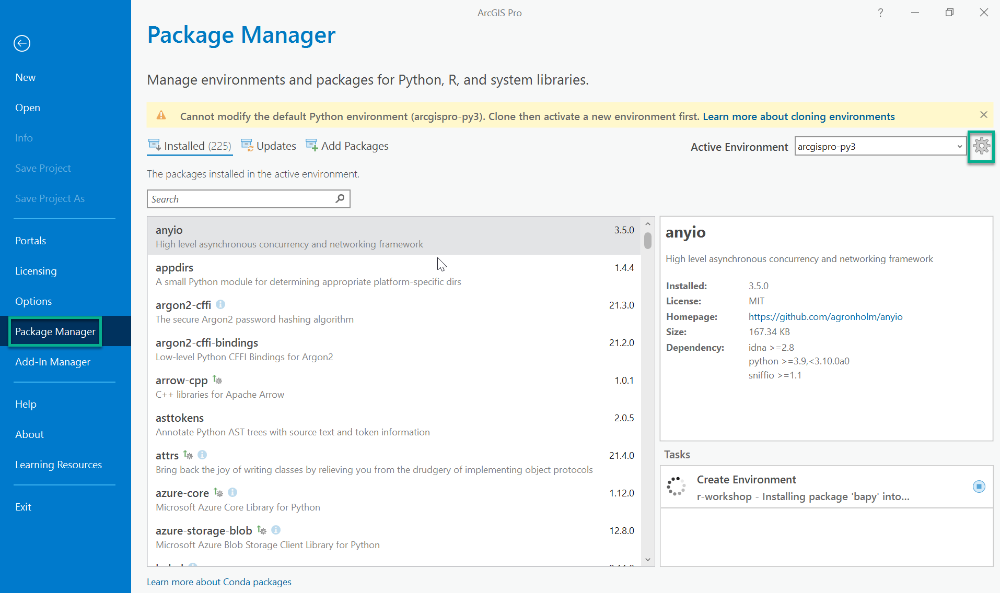 ArcGIS Pro
?
Package Manager
New
Open
Info
Save Project
Save Project As
Portals
Licensing
Options
Package Manager
Add-In Manager
Help
About
Learning Resources
Exit
Manage environments and packages for Python, R, and system libraries.
Cannot modify the default Python environment (arcgispro-py3). Clone then activate a new environment first. Learn more about cloning environments
Installed (225) Updates Add Packages
Active Environment arcgispro-py3
The packages installed in the active environment.
Search
anyio 3.5.0
High level asynchronous concurrency and networking framework
appdirs 1.4.4
A small Python module for determining appropriate platform-specific dirs
argon2-cffi 21.3.0
The secure Argon2 password hashing algorithm
argon2-cffi-bindings 21.2.0
Low-level Python CFFI Bindings for Argon2
arrow-cpp 1.0.1
C++ libraries for Apache Arrow
asttokens 2.0.5
Annotate Python AST trees with source text and token information
attrs 21.4.0
Bring back the joy of writing classes by relieving you from the drudgery of implementing object protocols
azure-core 1.12.0
Microsoft Azure Core Library for Python
azure-storage-blob 12.8.0
Microsoft Azure Blob Storage Client Library for Python
Learn more about Conda packages
anyio
High level asynchronous concurrency and networking framework
Installed: 3.5.0
License: MIT
Homepage: https://github.com/agronholm/anyio
Size: 167.34 KB
Dependency: idna >=2.8
python >=3.9,<3.10.0a0
sniffio >=1.1
Tasks
Create Environment
r-workshop - Installing package 'bapy' into...